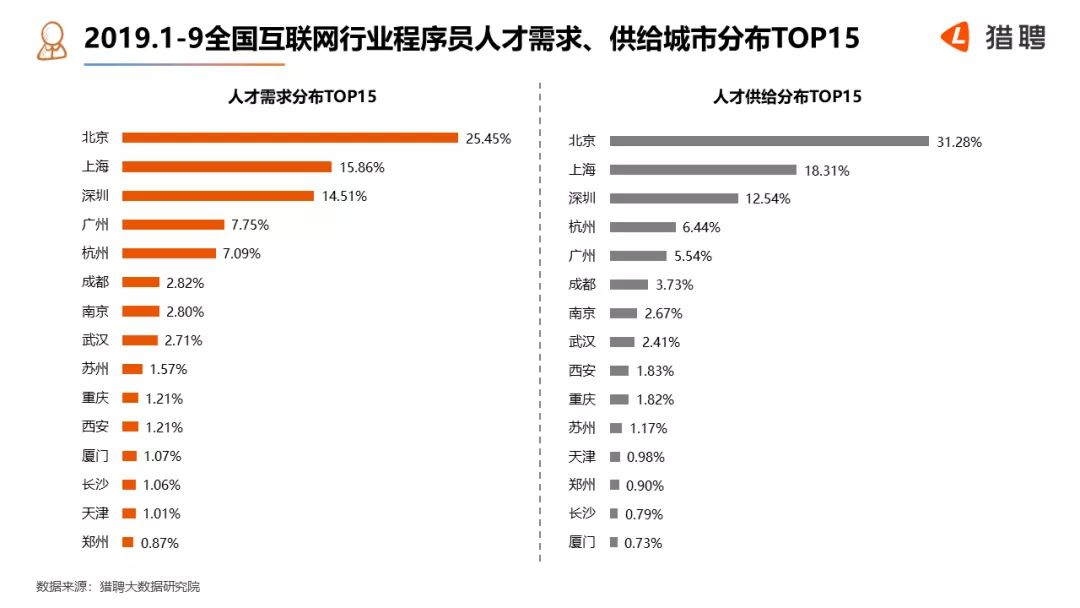 2019.1-9全国互联网行业程序员人才需求、供给城市分布TOP15
猎聘
人才需求分布TOP15
北京 25.45%
上海 15.86%
深圳 14.51%
广州 7.75%
杭州 7.09%
成都 2.82%
南京 2.80%
武汉 2.71%
苏州 1.57%
重庆 1.21%
西安 1.21%
厦门 1.07%
长沙 1.06%
天津 1.01%
郑州 0.87%
人才供给分布TOP15
北京 31.28%
上海 18.31%
深圳 12.54%
杭州 6.44%
广州 5.54%
成都 3.73%
南京 2.67%
武汉 2.41%
西安 1.83%
重庆 1.82%
苏州 1.17%
天津 0.98%
郑州 0.90%
长沙 0.79%
厦门 0.73%
数据来源：猎聘大数据研究院